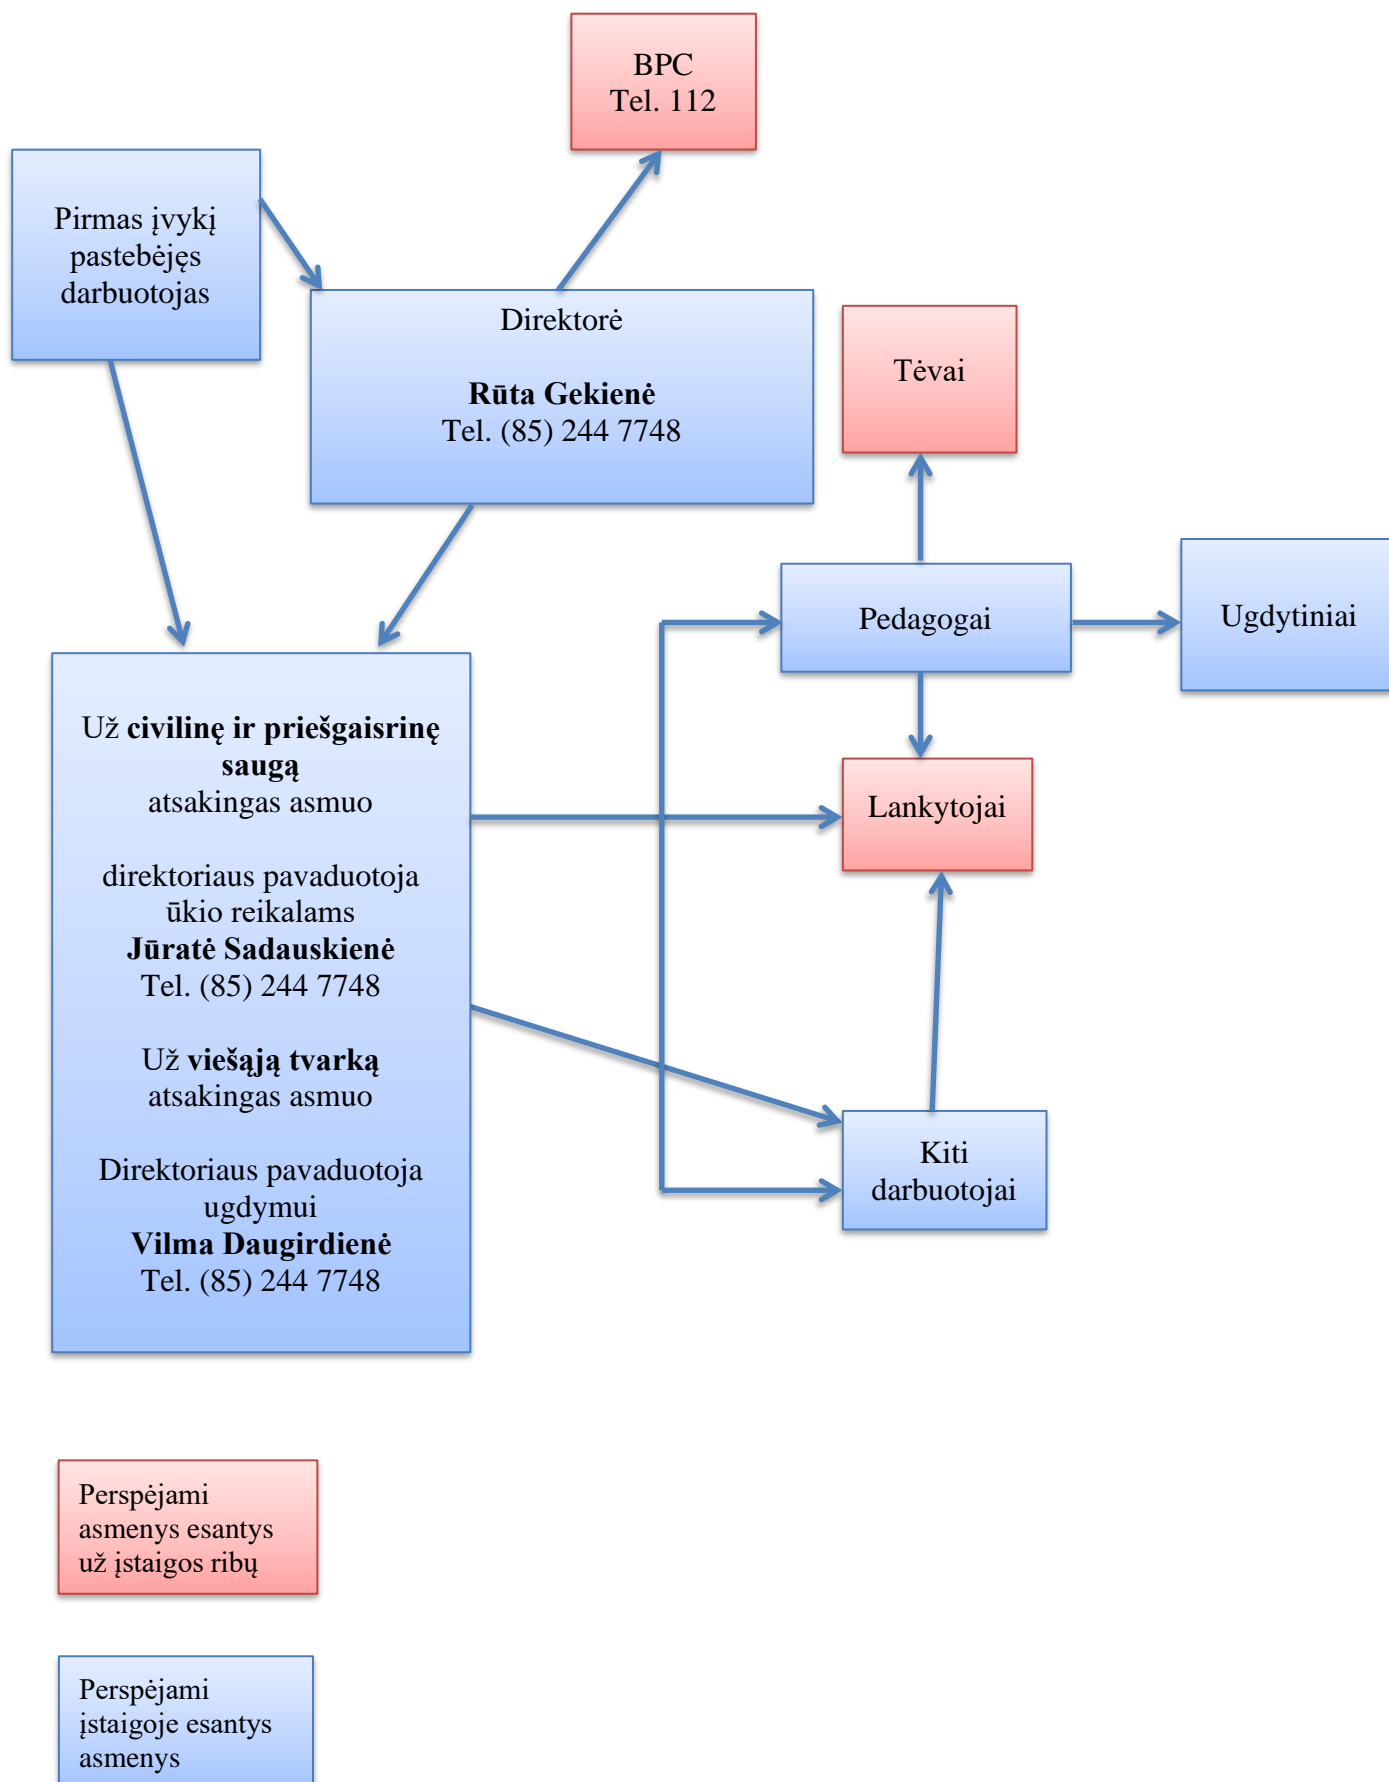 BPC
Tel. 112
Pirmas įvykį
pastebėjęs
darbuotojas
Direktorė
Rūta Gekienė
Tel. (85) 244 7748
Tėvai
Pedagogai
Ugdytiniai
Už civilinę ir priešgaisrinę
saugą
atsakingas asmuo
direktoriaus pavaduotoja
ūkio reikalams
Jūratė Sadauskienė
Tel. (85) 244 7748
Už viešąją tvarką
atsakingas asmuo
Direktoriaus pavaduotoja
ugdymui
Vilma Daugirdienė
Tel. (85) 244 7748
Lankytojai
Kiti
darbuotojai
Perspėjami
asmenys esantys
už įstaigos ribų
Perspėjami
įstaigoje esantys
asmenys